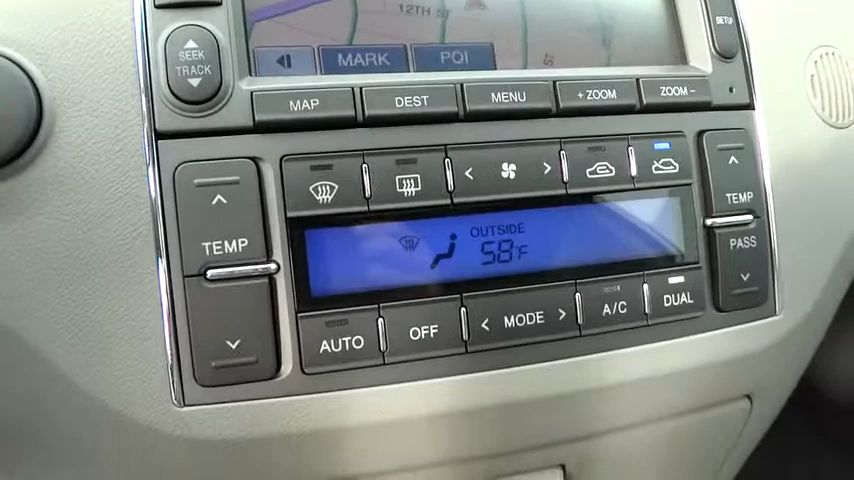 12TH ST
SETUP
SEEK
TRACK
MARK
POI
MAP
DEST
MENU
+ZOOM
ZOOM-
TEMP
TEMP
PASS
OUTSIDE
58°F
AUTO
OFF
MODE
A/C
DUAL